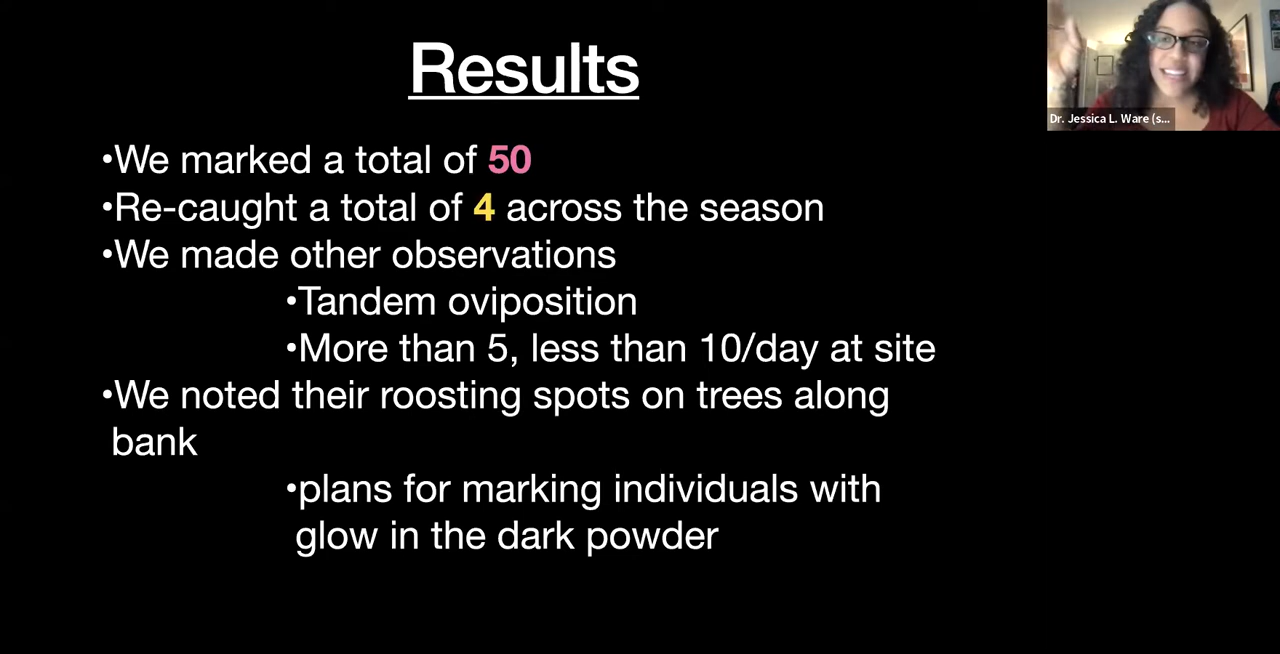 Results
•We marked a total of 50
•Re-caught a total of 4 across the season
•We made other observations
•Tandem oviposition
•More than 5, less than 10/day at site
•We noted their roosting spots on trees along
bank
•plans for marking individuals with
glow in the dark powder
Dr. Jessica L. Ware (s...